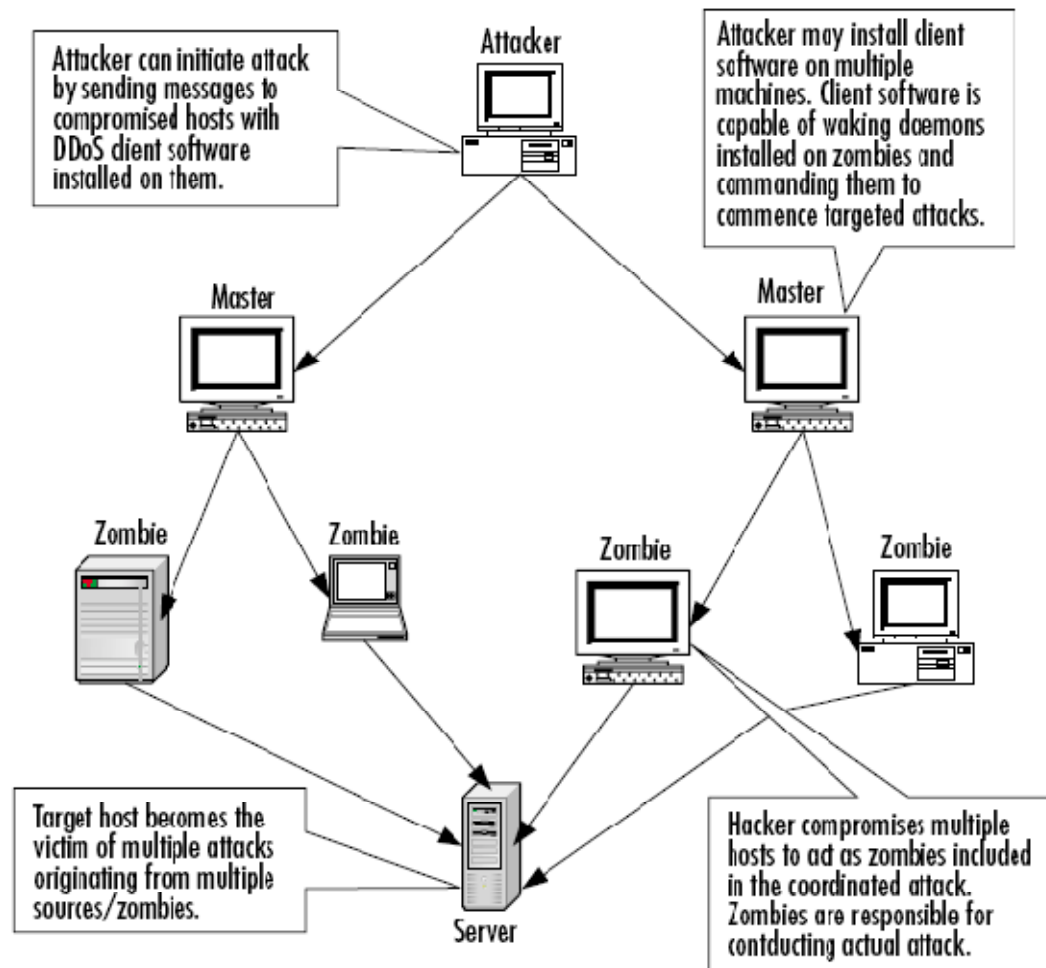 Attacker can initiate attack
by sending messages to
compromised hosts with
DDoS client software
installed on them.
Attacker
Attacker may install client
software on multiple
machines. Client software is
capable of waking daemons
installed on zombies and
commanding them to
commence targeted attacks.
Master
Master
Zombie
Zombie
Zombie
Zombie
Target host becomes the
victim of multiple attacks
originating from multiple
sources/zombies.
Server
Hacker compromises multiple
hosts to act as zombies included
in the coordinated attack.
Zombies are responsible for
contducting actual attack.